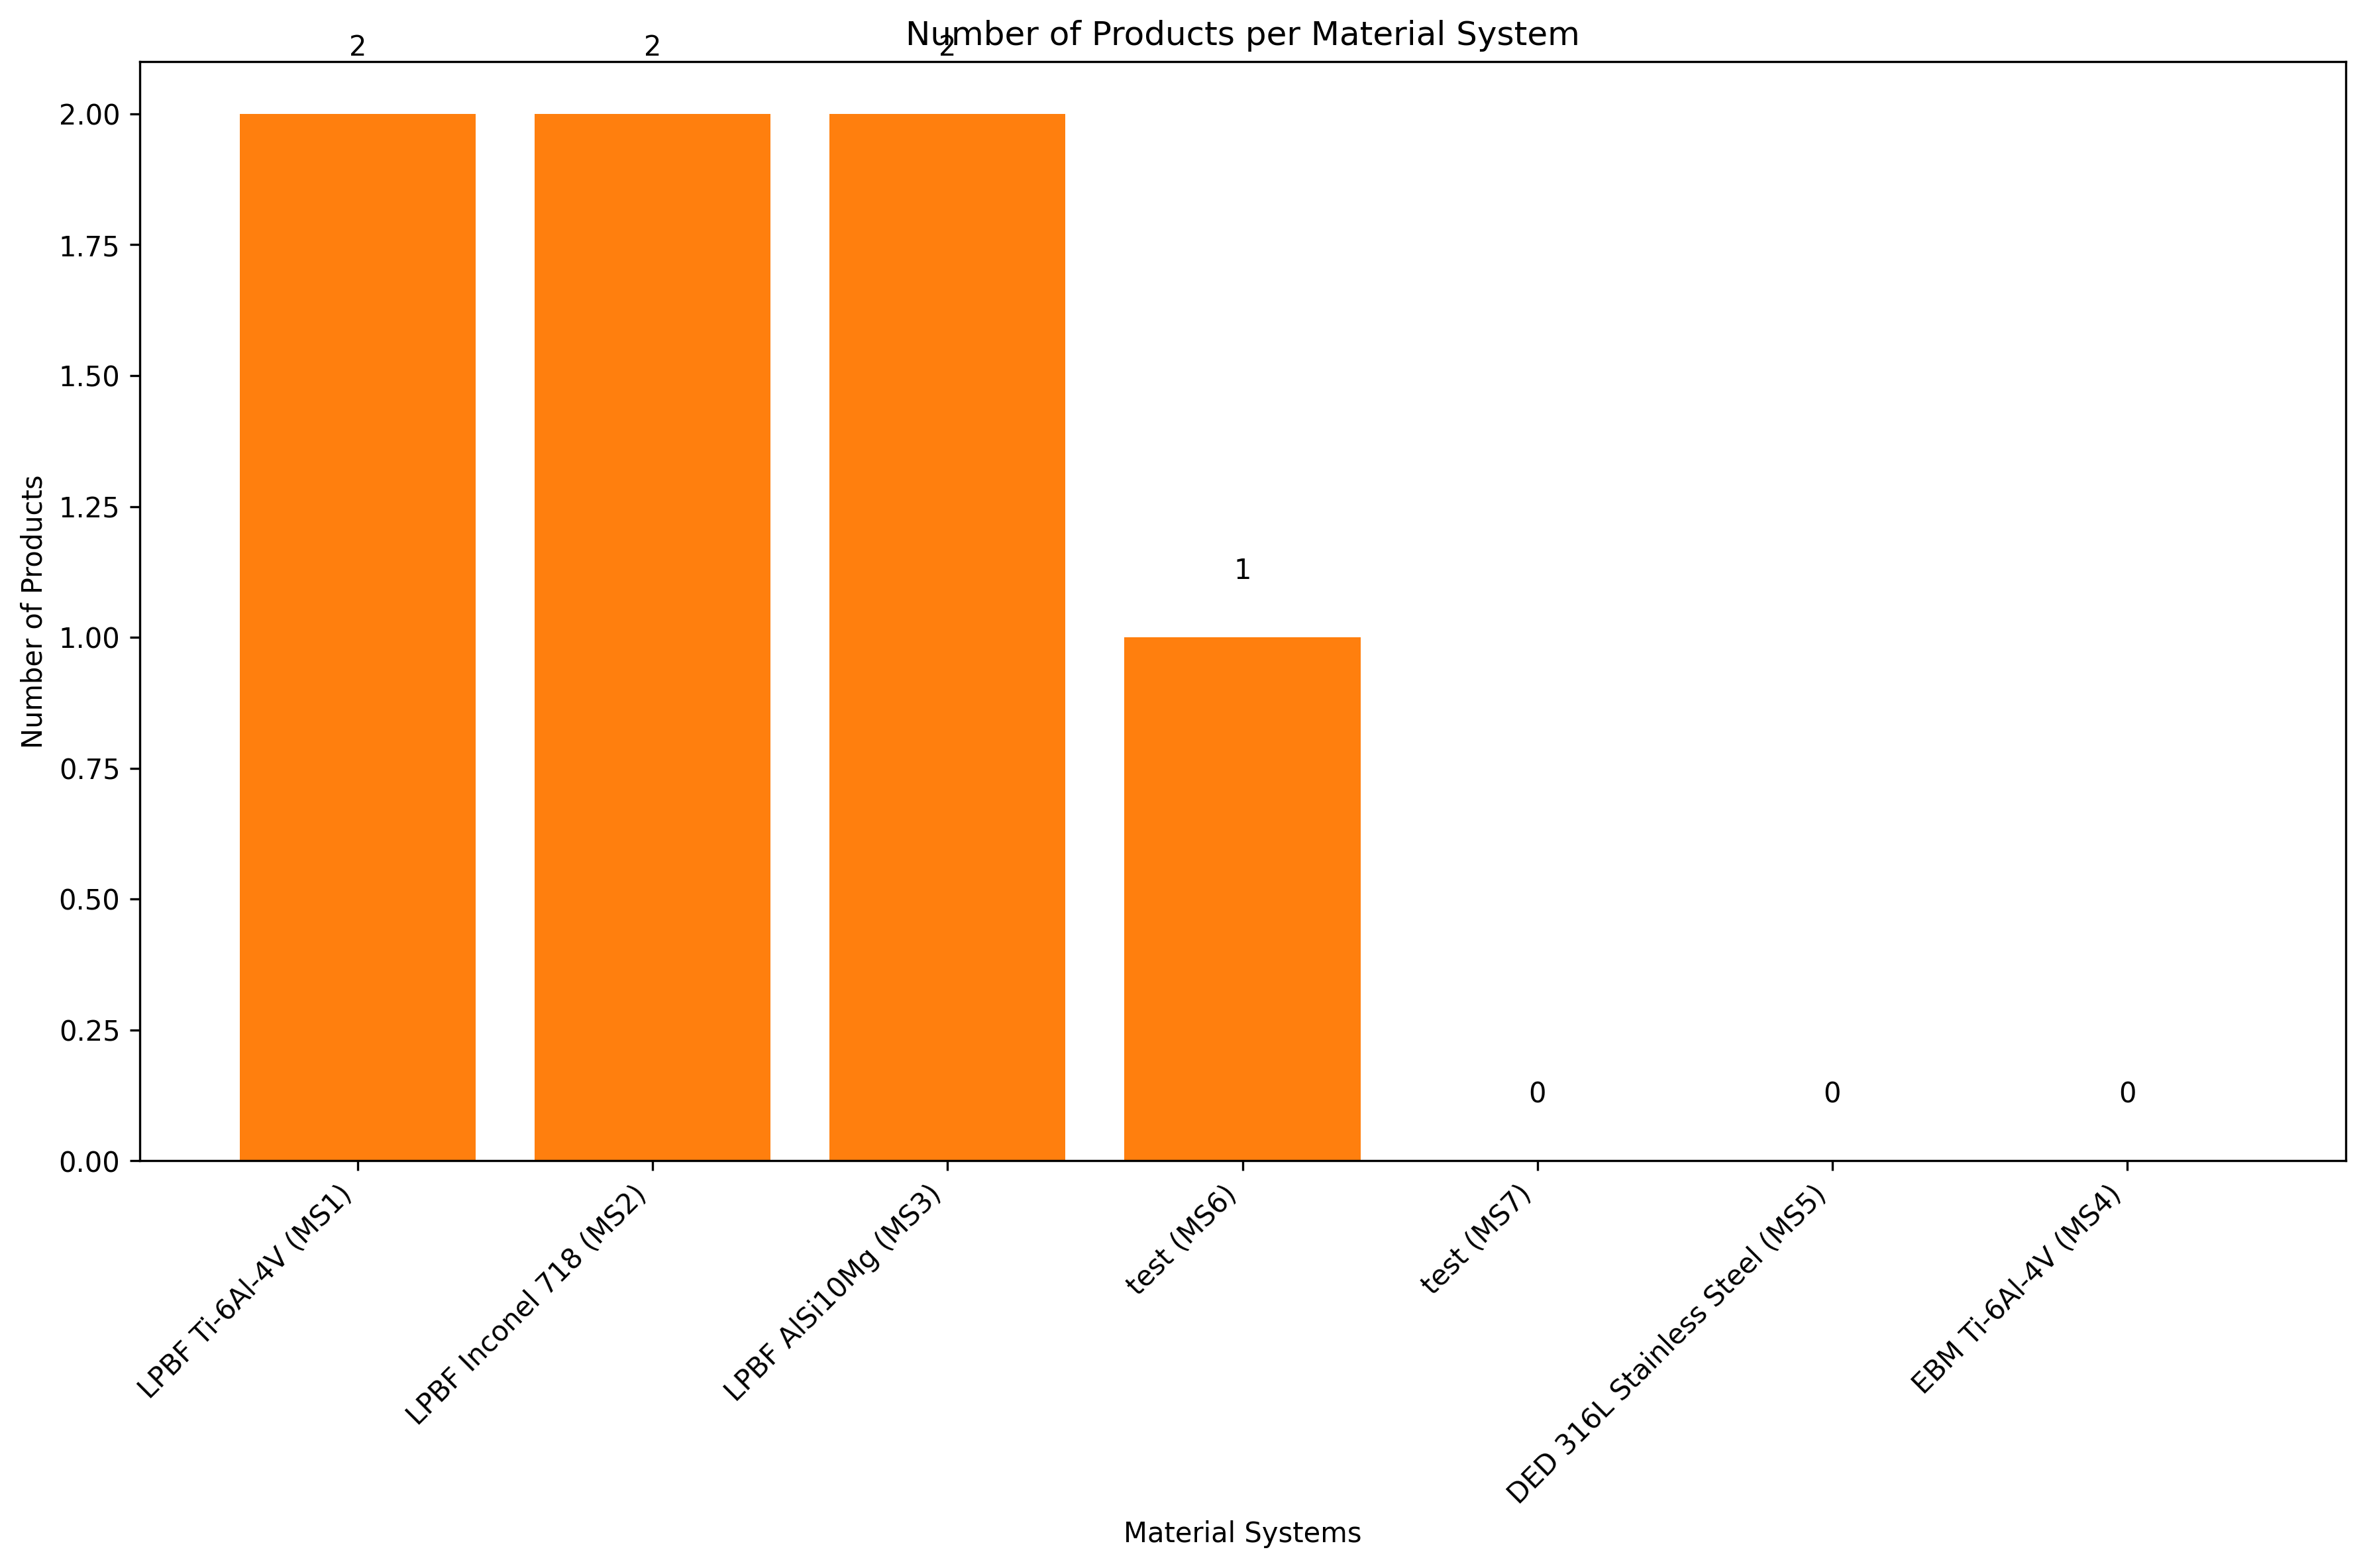 Number of Products per Material System
2
2
2
1
0
0
0
2.00
1.75
1.50
1.25
1.00
0.75
0.50
0.25
0.00
Number of Products
LPBF Ti-6Al-4V (MS1)
LPBF Inconel 718 (MS2)
LPBF AlSi10Mg (MS3)
test (MS6)
test (MS7)
DED 316L Stainless Steel (MS5)
EBM Ti-6Al-4V (MS4)
Material Systems